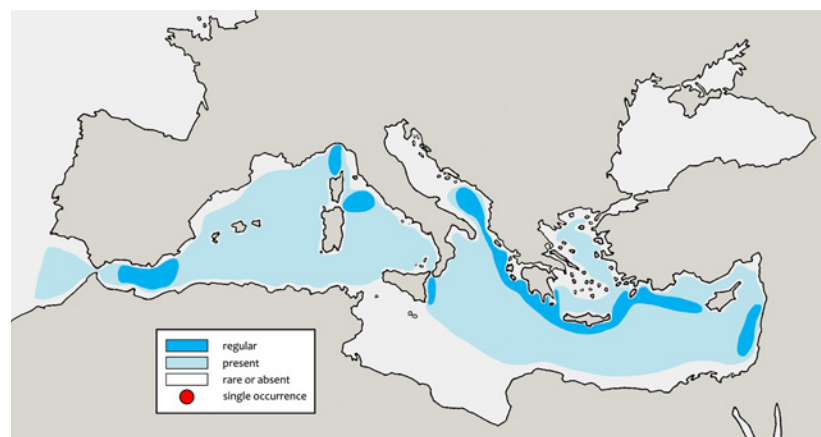 regular
present
rare or absent
single occurrence